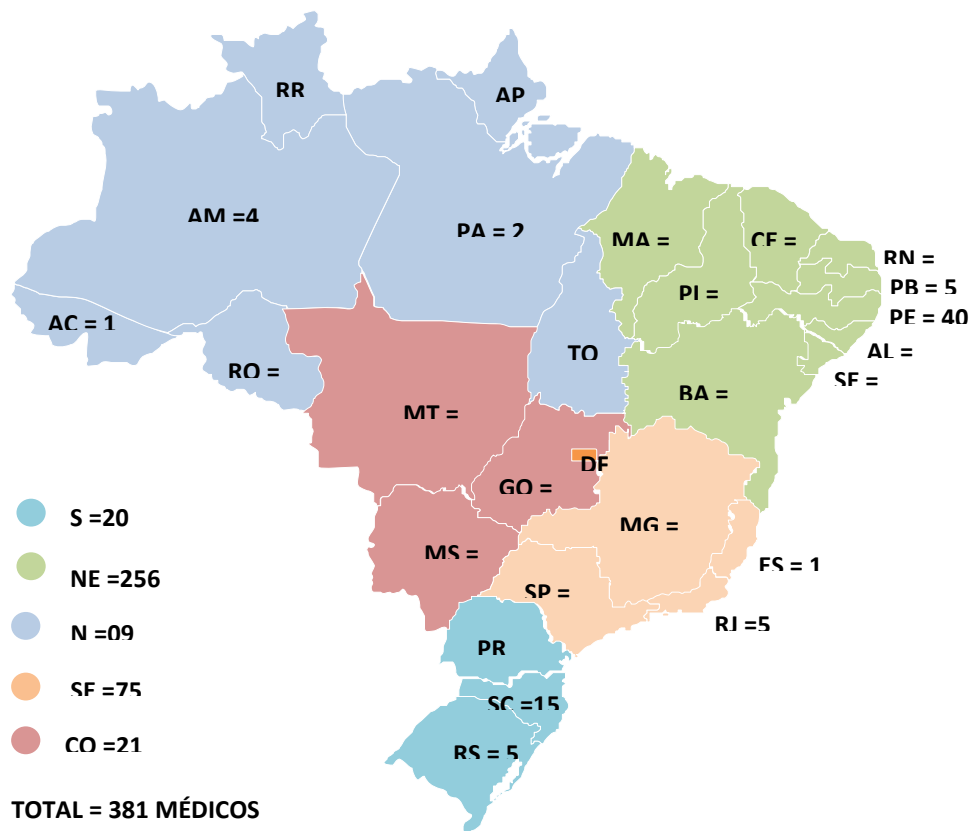 RR
AP
AM =4
PA = 2
MA =
CE =
RN =
PI =
PB = 5
PE = 40
AC = 1
TO
AL =
RO =
SE =
BA =
MT =
DF
GO =
S =20
MG =
NE =256
MS =
ES = 1
SP =
N =09
RJ =5
PR
SE =75
SC =15
CO =21
RS = 5
TOTAL = 381 MÉDICOS